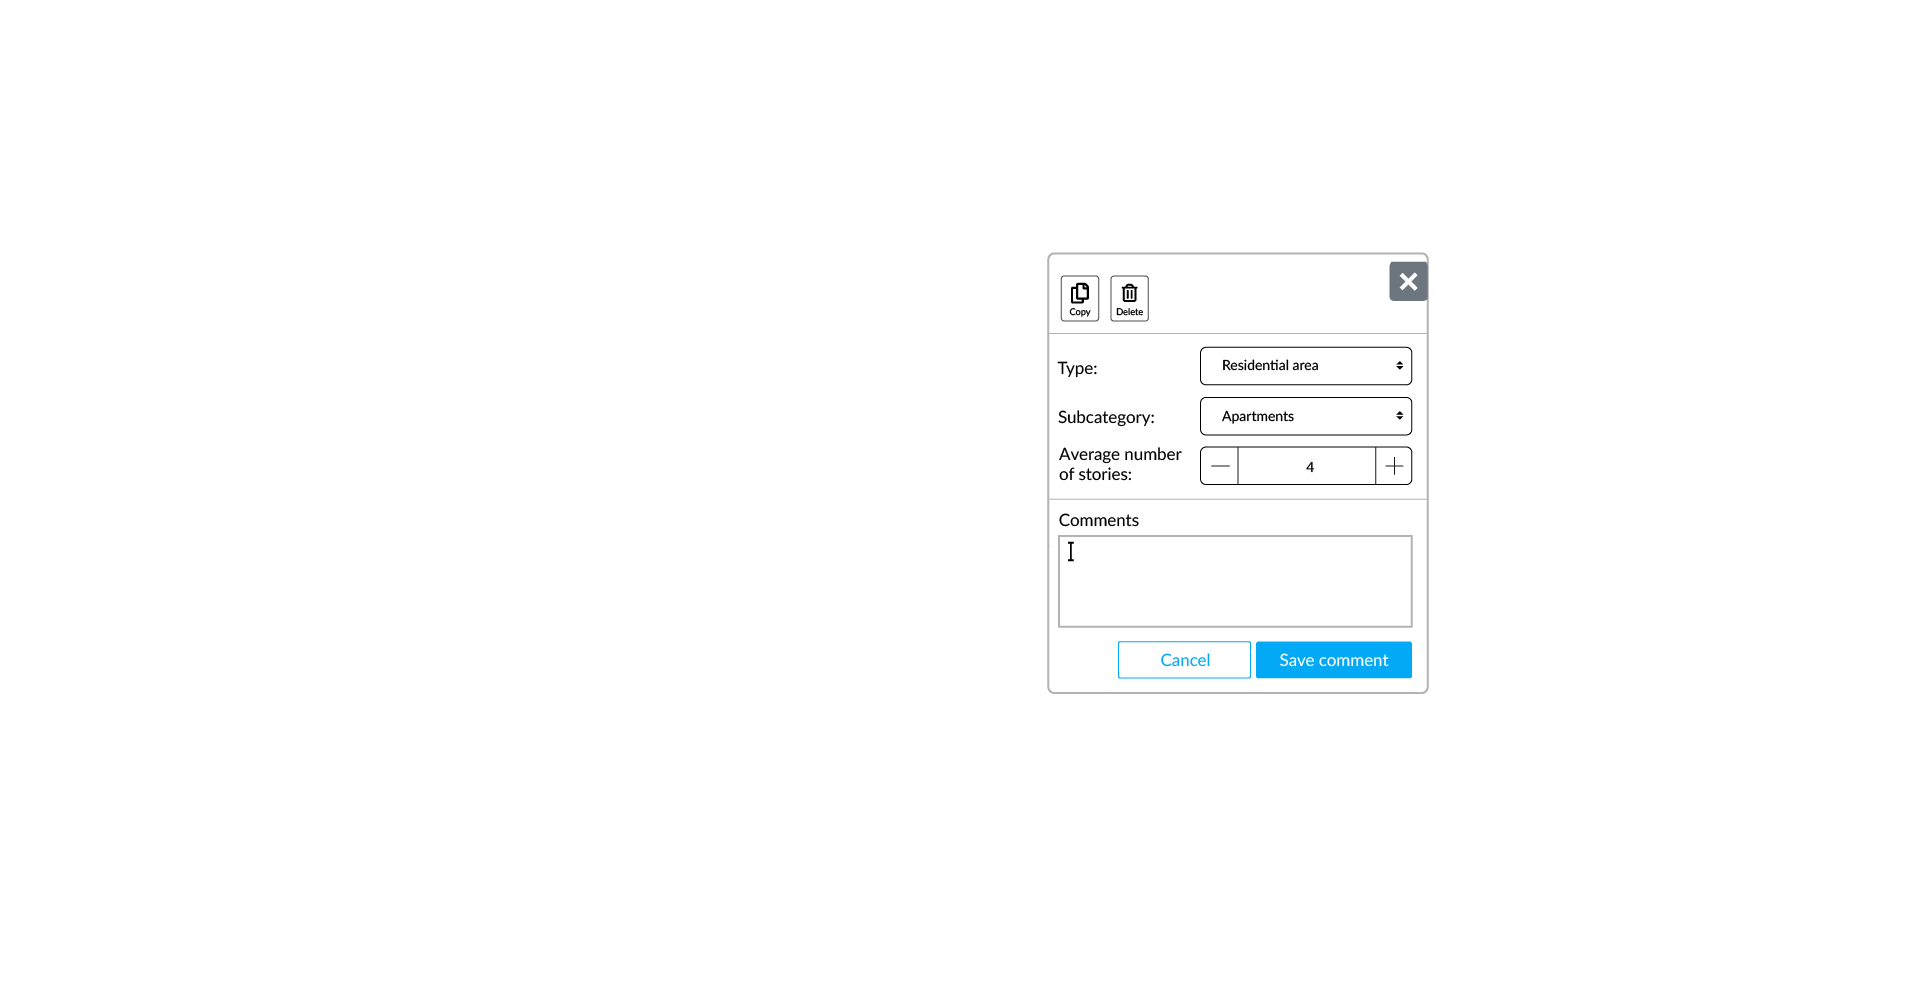 Copy
Delete
Type:
Residential area
Subcategory:
Apartments
Average number
of stories:
4
Comments
Cancel
Save comment